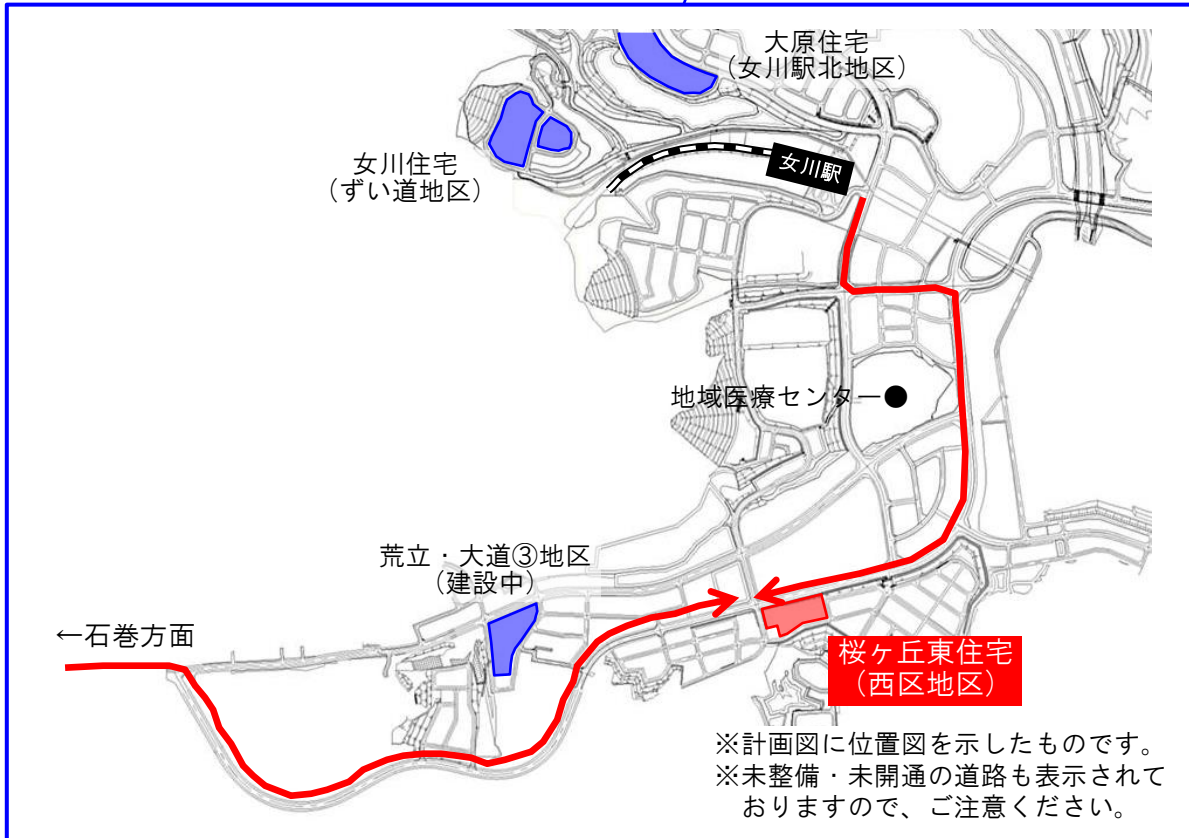 大原住宅
（女川駅北地区）
女川住宅
（ずい道地区）
女川駅
地域医療センター●
荒立・大道③地区
（建設中）
←石巻方面
桜ヶ丘東住宅
（西区地区）
※計画図に位置図を示したものです。
※未整備・未開通の道路も表示されて
おりますので、ご注意ください。